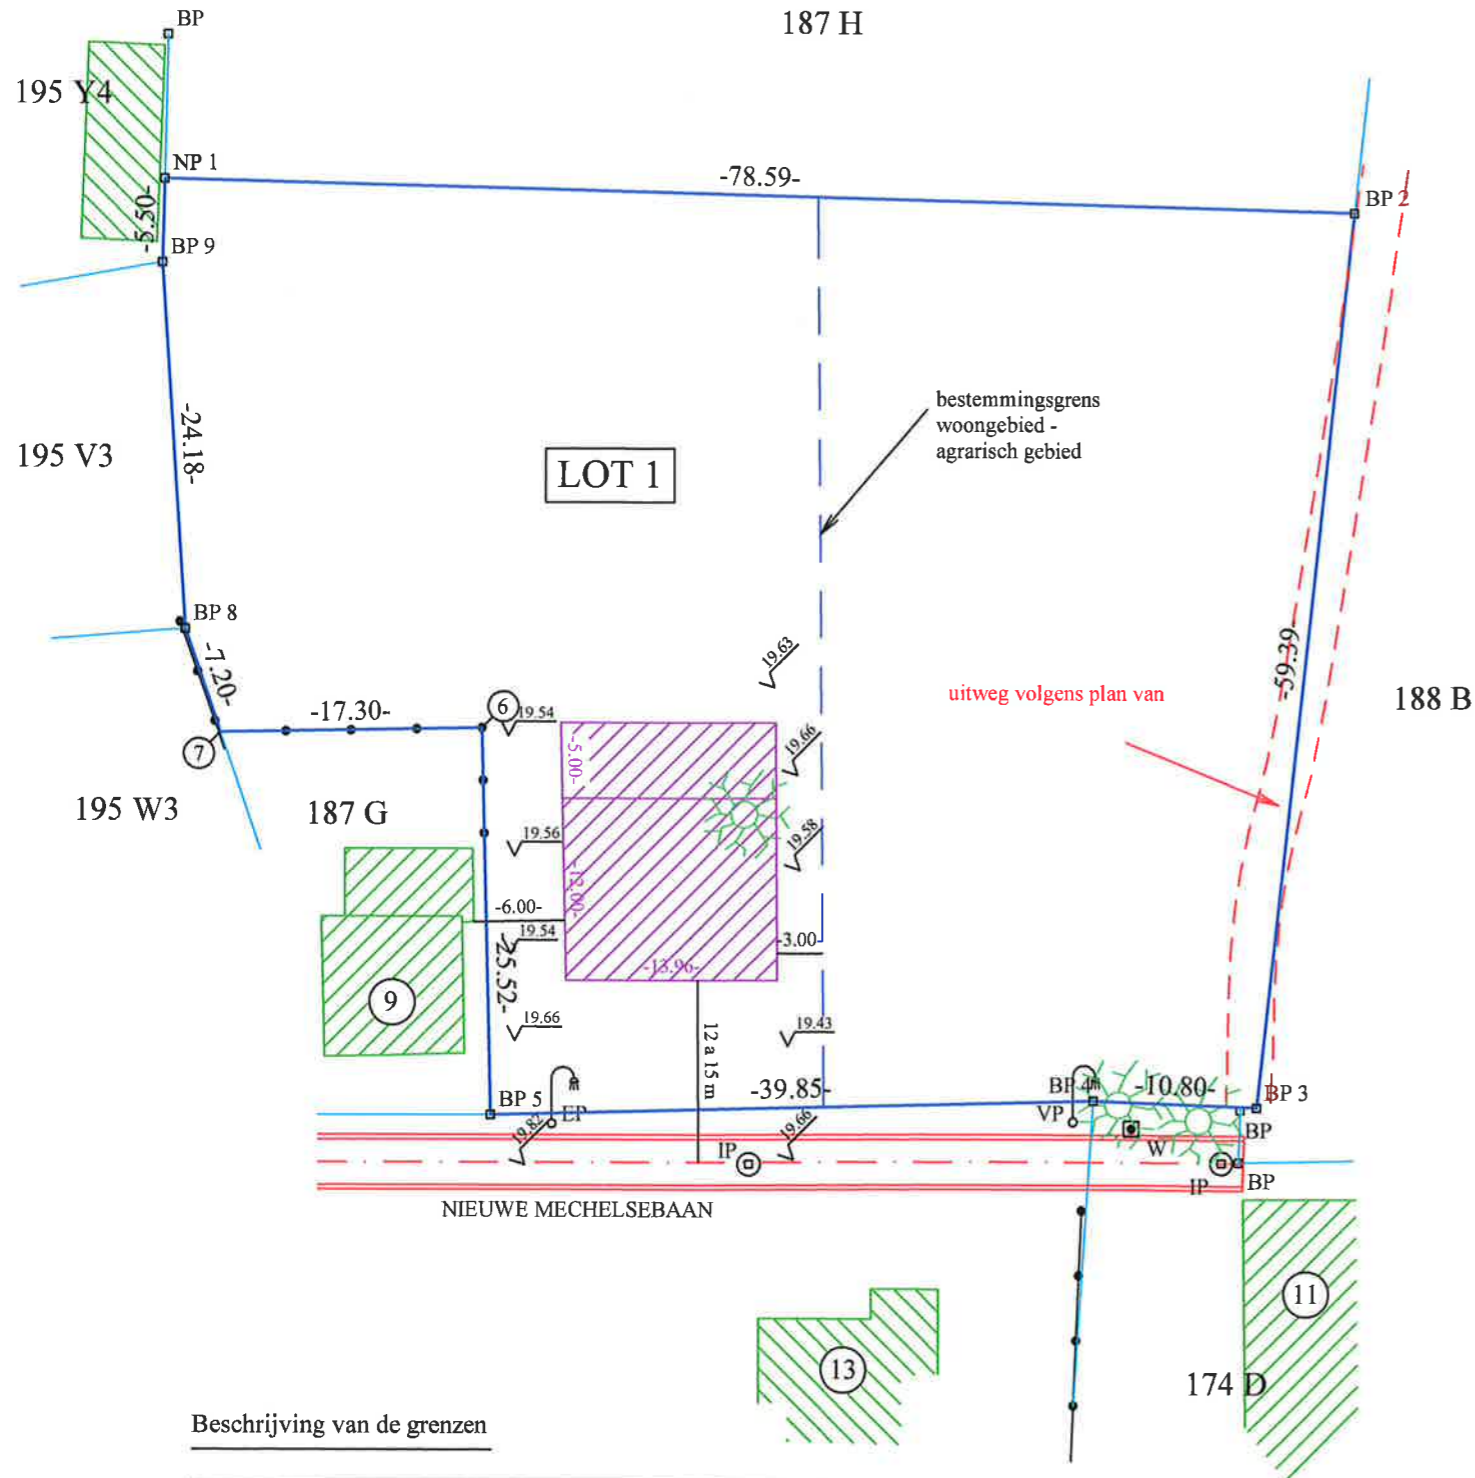 BP
187 H
195 Y4
NP 1
-78.59-
BP 2
-5.50-
BP 9
-24.18-
bestemmingsgrens
woongebied -
agrarisch gebied
195 V3
LOT 1
BP 8
-7.20-
19.63
-59.39-
uitweg volgens plan van
188 B
-17.30-
6
19.54
7
-5.00-
19.66
195 W3
187 G
19.56
19.58
-12.00-
-6.00-
19.54
-3.00-
-13.96-
9
-25.52-
19.66
19.43
12 a 15 m
BP 5
EP
-39.85-
BP 4
-10.80-
BP 3
VP
19.82
19.66
W
BP
IP
IP
BP
NIEUWE MECHELSEBAAN
11
13
174 D
Beschrijving van de grenzen